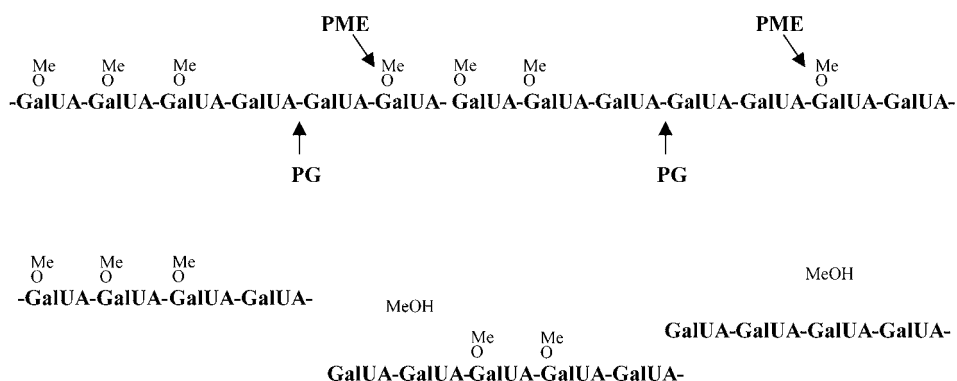 PME PME
Me Me Me Me Me Me Me
O O O O O O O
-GalUA-GalUA-GalUA-GalUA-GalUA-GalUA- GalUA-GalUA-GalUA-GalUA-GalUA-GalUA-GalUA-
PG PG
Me Me Me
O O O
-GalUA-GalUA-GalUA-GalUA-
MeOH
MeOH
Me Me
O O
GalUA-GalUA-GalUA-GalUA-GalUA-
GalUA-GalUA-GalUA-GalUA-